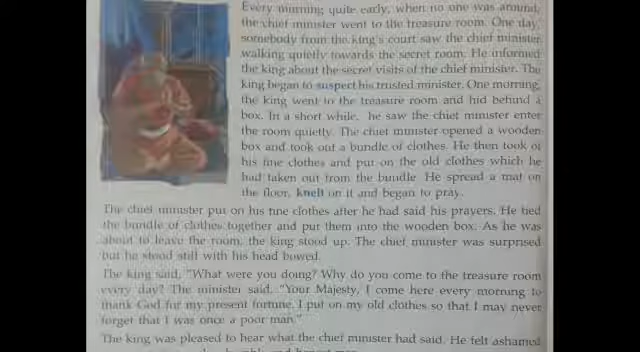 Every morning quite early, when no one was around,
the chief minister went to the treasure room. One day,
somebody from the king's court saw the chief minister
walking quietly towards the secret room. He informed
the king about the secret visits of the chief minister. The
king began to suspect his trusted minister. One morning,
the king went to the treasure room and hid behind a
box. In a short while, he saw the chief minister enter
the room quietly. The chief minister opened a wooden
box and took out a bundle of clothes. He then took of
his fine clothes and put on the old clothes which he
had taken out from the bundle. He spread a mat on
the floor, knelt on it and began to pray.
The chief minister put on his fine clothes after he had said his prayers. He tied
the bundle of clothes together and put them into the wooden box. As he was
about to leave the room, the king stood up. The chief minister was surprised
but he stood still with his head bowed.
The king said, "What were you doing? Why do you come to the treasure room
every day? The minister said, "Your Majesty, I come here every morning to
thank God for my present fortune. I put on my old clothes so that I may never
forget that I was once a poor man."
The king was pleased to hear what the chief minister had said. He felt ashamed